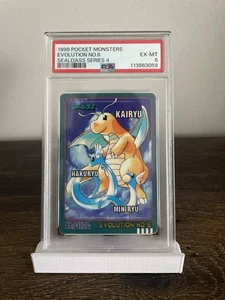 1998 POCKET MONSTERS
EX-MT
EVOLUTION NO.6
6
SEALDASS SERIES 4
PSA
113863059
KAIRYU
HAKURYU
MINIRYU
EVOLUTION NO.6